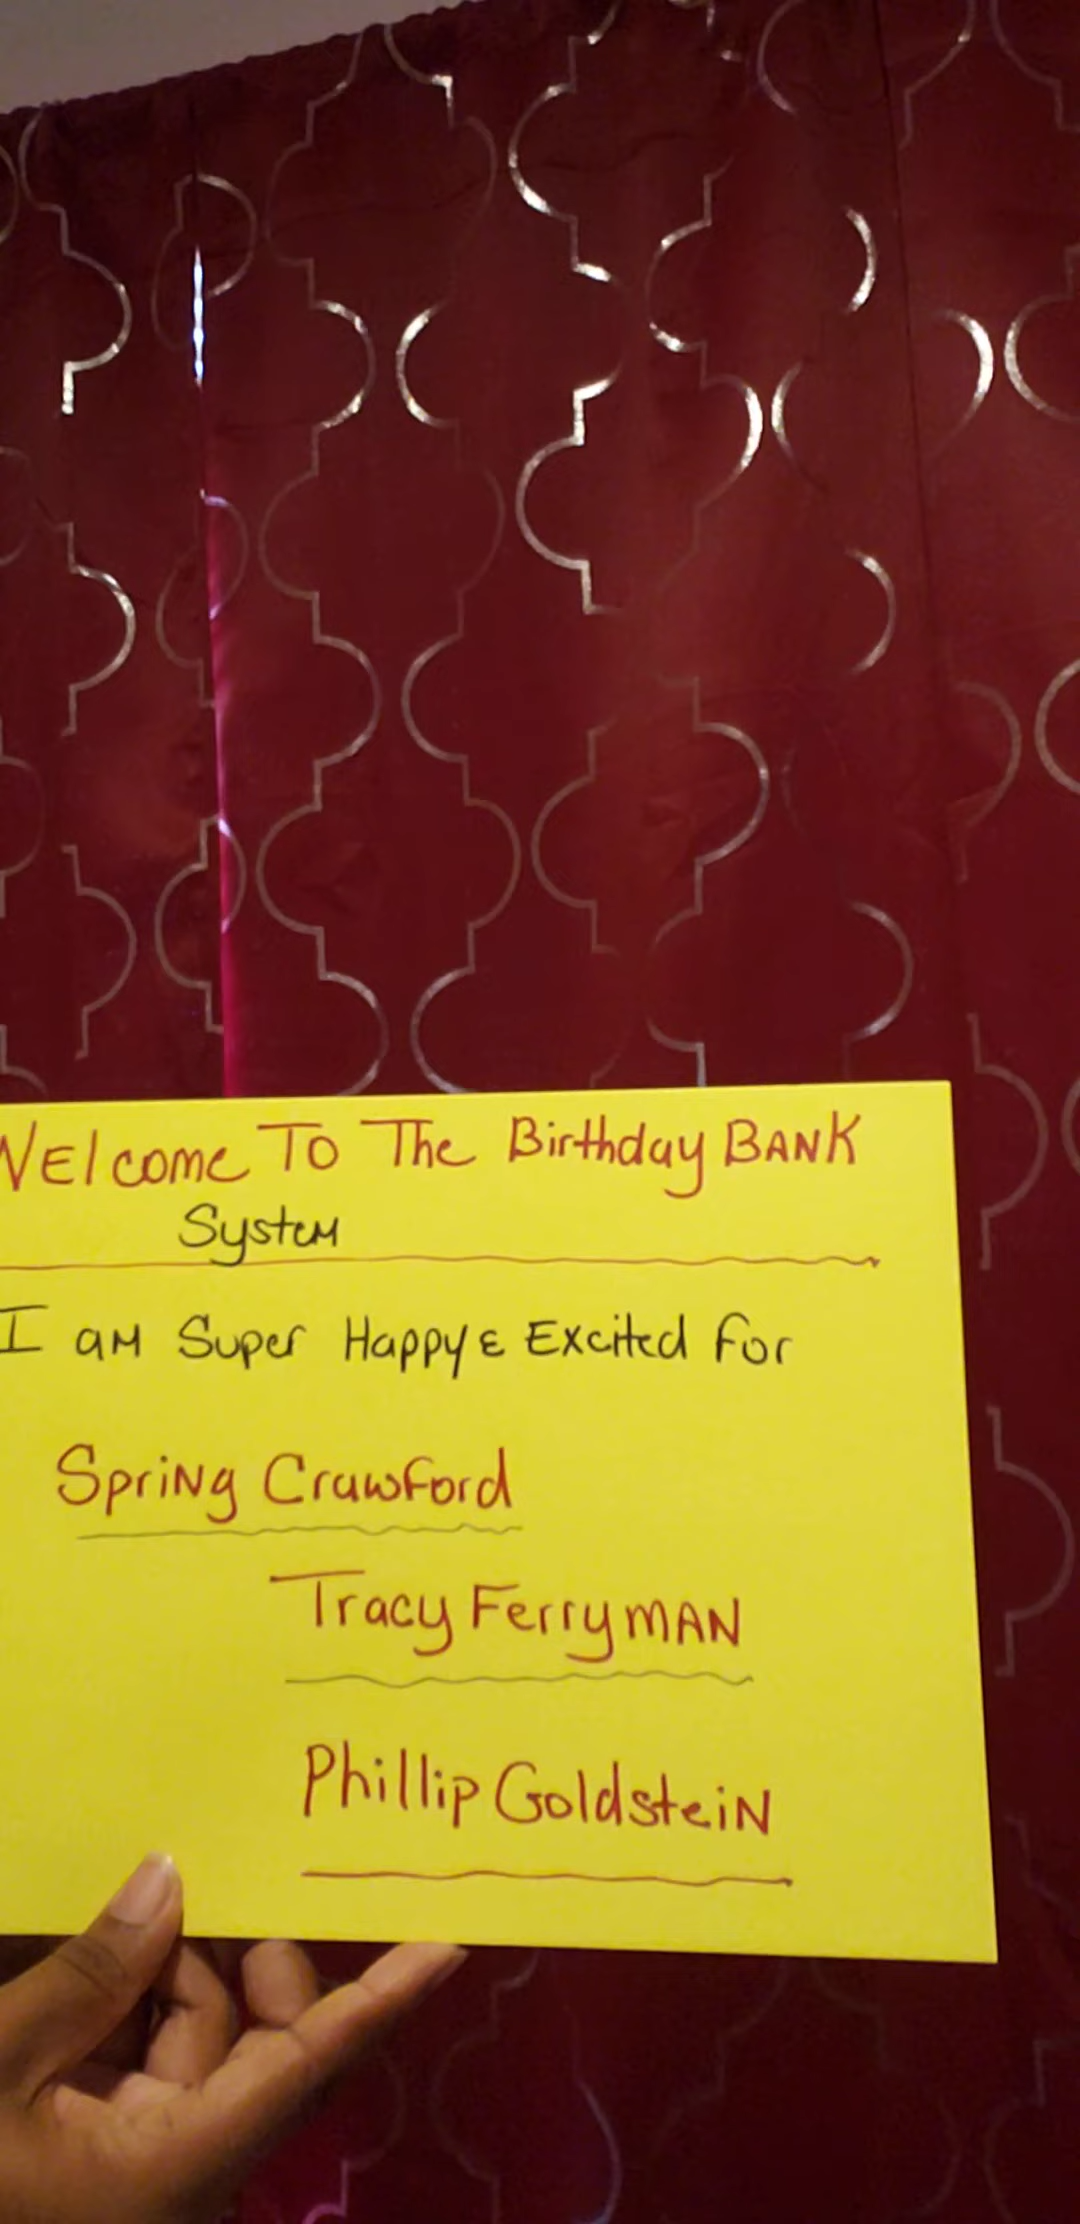 WElcome To The Birthday BANK
SysteM
I aM Super Happy & Excited For
SpriNg Crawford
Tracy FerrymAN
Phillip GoldsteiN